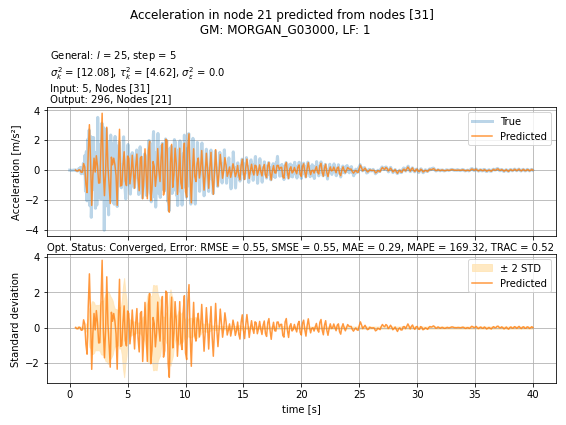 Acceleration in node 21 predicted from nodes [31]
GM: MORGAN_G03000, LF: 1
General: l = 25, step = 5
σ²ₖ = [12.08], τ²ₖ = [4.62], σ²ε = 0.0
Input: 5, Nodes [31]
Output: 296, Nodes [21]
Acceleration [m/s²]
4
2
0
−2
−4
True
Predicted
Opt. Status: Converged, Error: RMSE = 0.55, SMSE = 0.55, MAE = 0.29, MAPE = 169.32, TRAC = 0.52
Standard deviation
4
2
0
−2
± 2 STD
Predicted
0 5 10 15 20 25 30 35 40
time [s]